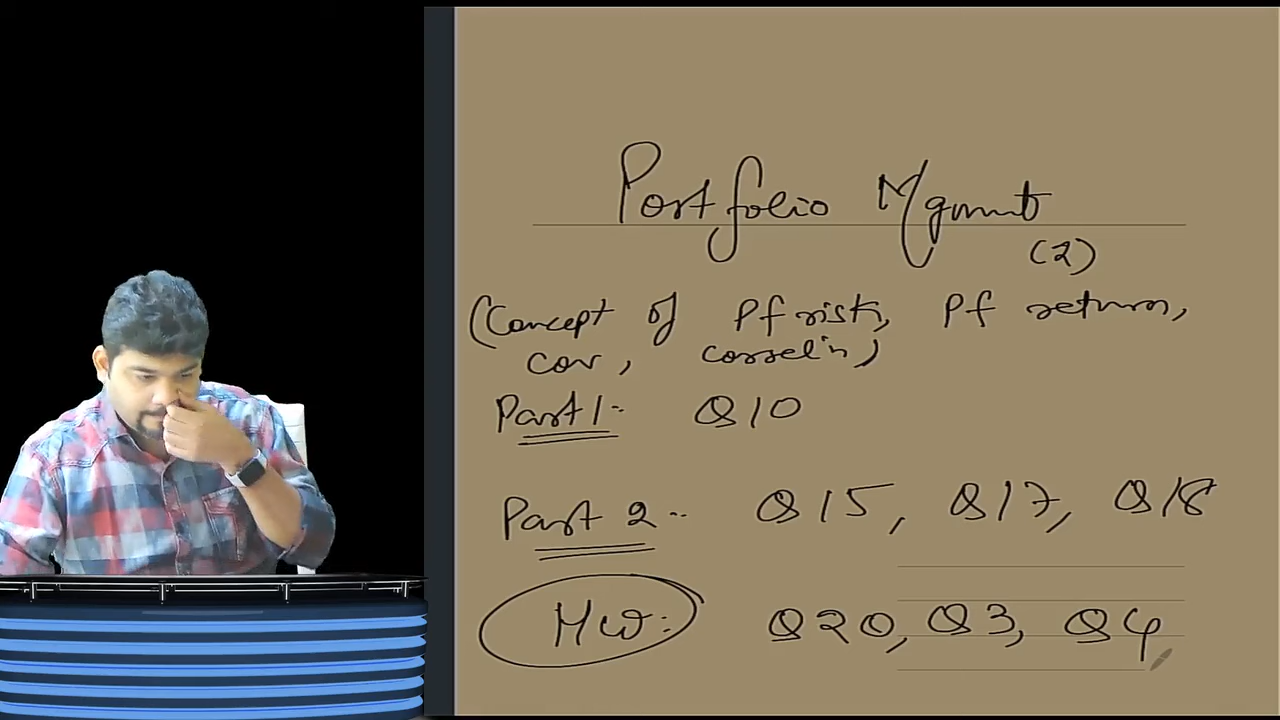 Portfolio Mgmnt
(2)
(Concept of Pf risk, Pf return,
cov, correl'n)
Part 1:- Q10
Part 2:- Q15, Q17, Q18
HW: Q20, Q3, Q4